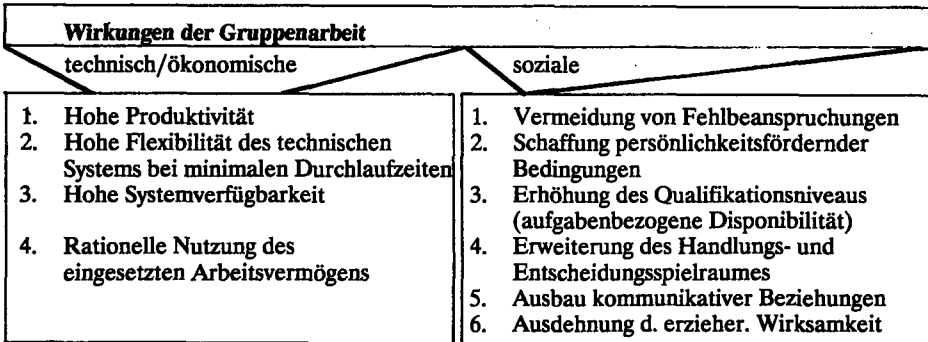 Wirkungen der Gruppenarbeit
technisch/ökonomische
1. Hohe Produktivität
2. Hohe Flexibilität des technischen
Systems bei minimalen Durchlaufzeiten
3. Hohe Systemverfügbarkeit
4. Rationelle Nutzung des
eingesetzten Arbeitsvermögens
soziale
1. Vermeidung von Fehlbeanspruchungen
2. Schaffung persönlichkeitsfördernder
Bedingungen
3. Erhöhung des Qualifikationsniveaus
(aufgabenbezogene Disponibilität)
4. Erweiterung des Handlungs- und
Entscheidungsspielraumes
5. Ausbau kommunikativer Beziehungen
6. Ausdehnung d. erzieher. Wirksamkeit